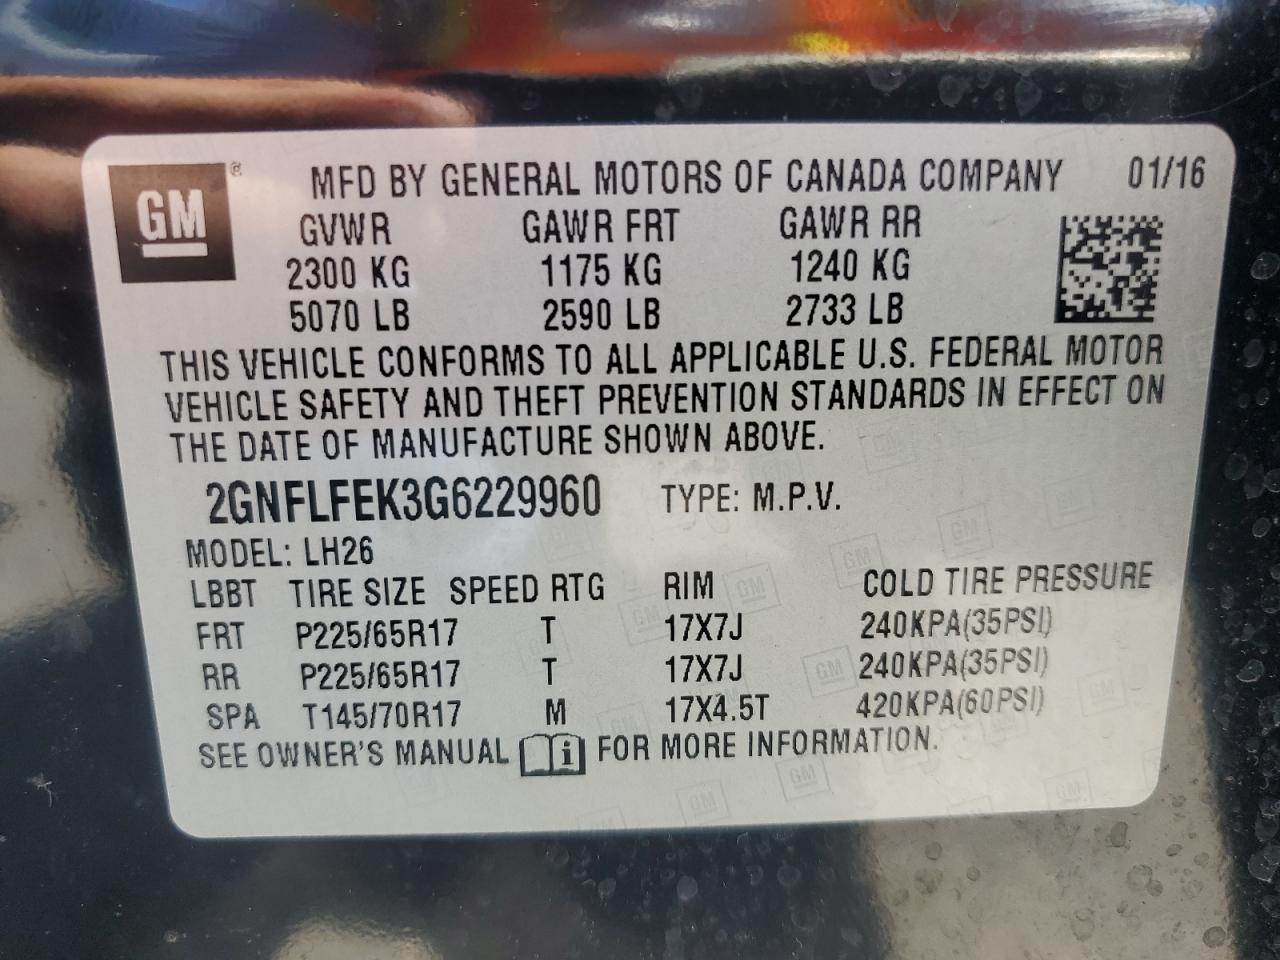 GM ® MFD BY GENERAL MOTORS OF CANADA COMPANY 01/16
GVWR GAWR FRT GAWR RR
2300 KG 1175 KG 1240 KG
5070 LB 2590 LB 2733 LB
THIS VEHICLE CONFORMS TO ALL APPLICABLE U.S. FEDERAL MOTOR
VEHICLE SAFETY AND THEFT PREVENTION STANDARDS IN EFFECT ON
THE DATE OF MANUFACTURE SHOWN ABOVE.
2GNFLFEK3G6229960 TYPE: M.P.V.
MODEL: LH26
LBBT TIRE SIZE SPEED RTG RIM COLD TIRE PRESSURE
FRT P225/65R17 T 17X7J 240KPA(35PSI)
RR P225/65R17 T 17X7J 240KPA(35PSI)
SPA T145/70R17 M 17X4.5T 420KPA(60PSI)
SEE OWNER'S MANUAL i FOR MORE INFORMATION.